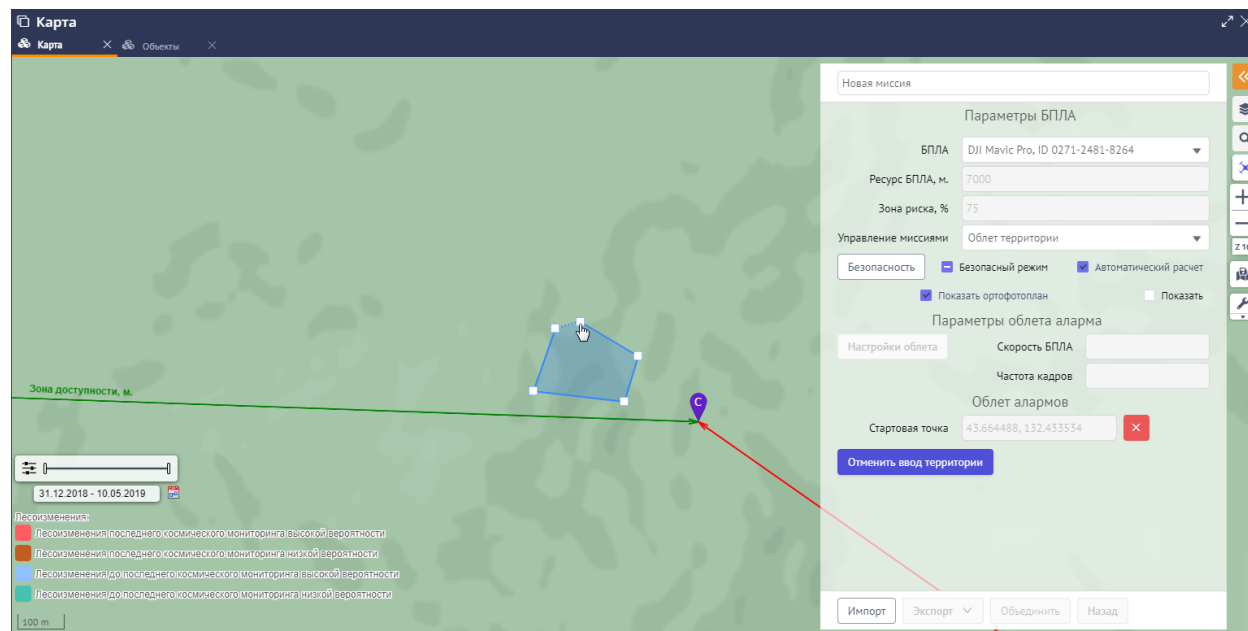 Карта
Карта
Объекты
Новая миссия
Параметры БПЛА
БПЛА DJI Mavic Pro, ID 0271-2481-8264
Ресурс БПЛА, м. 7000
Зона риска, % 75
Управление миссиями Облет территории
Безопасность Безопасный режим Автоматический расчет
Показать ортофотоплан Показать
Параметры облета аларма
Настройки облета Скорость БПЛА
Частота кадров
Облет алармов
Стартовая точка 43.664488, 132.433534
Отменить ввод территории
Импорт Экспорт Объединить Назад
Зона доступности, м.
C
31.12.2018 - 10.05.2019
Лесоизменения:
Лесоизменения последнего космического мониторинга высокой вероятности
Лесоизменения последнего космического мониторинга низкой вероятности
Лесоизменения до последнего космического мониторинга высокой вероятности
Лесоизменения до последнего космического мониторинга низкой вероятности
100 m